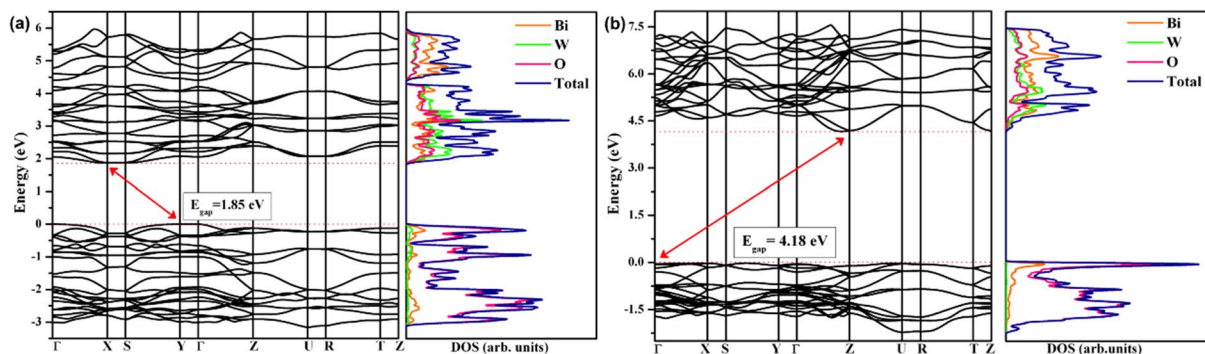 (a)
6
5
4
3
2
1
0
-1
-2
-3
Energy (eV)
E_gap=1.85 eV
Γ X S Y Γ Z U R T Z
Bi
W
O
Total
DOS (arb. units)
(b)
7.5
6.0
4.5
3.0
1.5
0.0
-1.5
Energy (eV)
E_gap= 4.18 eV
Γ X S Y Γ Z U R T Z
Bi
W
O
Total
DOS (arb.units)